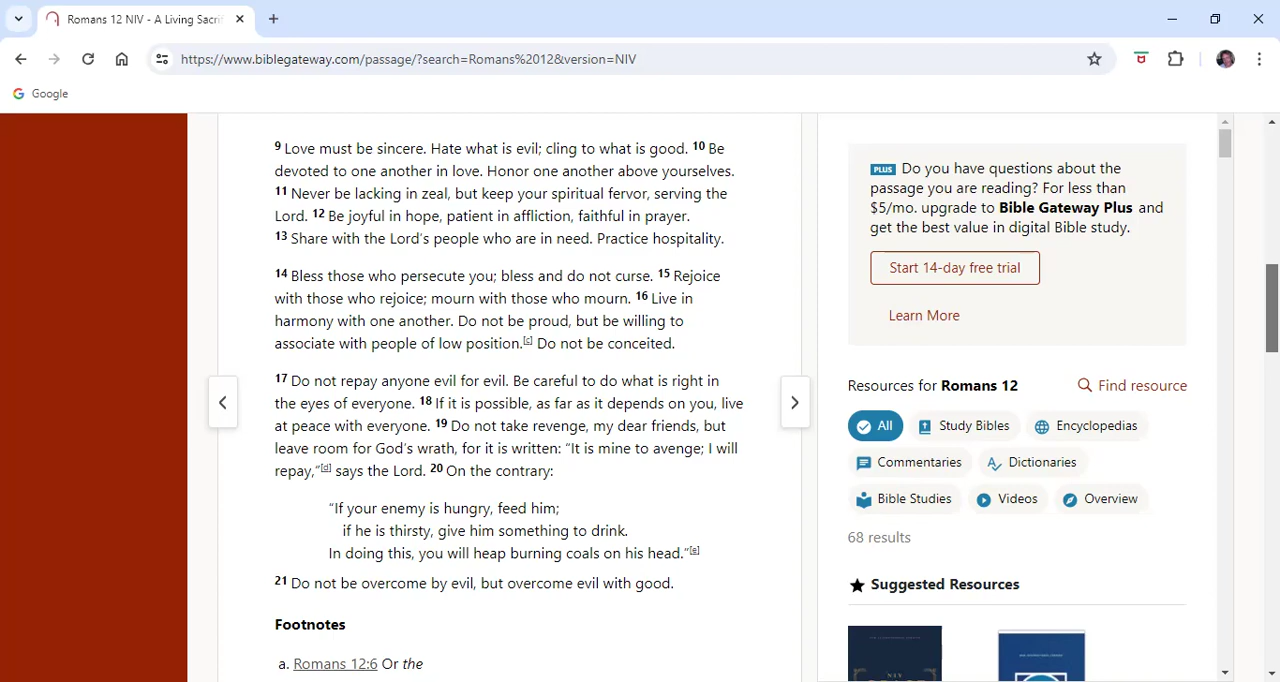 Romans 12 NIV - A Living Sacri
https://www.biblegateway.com/passage/?search=Romans%2012&version=NIV
Google
9 Love must be sincere. Hate what is evil; cling to what is good. 10 Be
devoted to one another in love. Honor one another above yourselves.
11 Never be lacking in zeal, but keep your spiritual fervor, serving the
Lord. 12 Be joyful in hope, patient in affliction, faithful in prayer.
13 Share with the Lord's people who are in need. Practice hospitality.
14 Bless those who persecute you; bless and do not curse. 15 Rejoice
with those who rejoice; mourn with those who mourn. 16 Live in
harmony with one another. Do not be proud, but be willing to
associate with people of low position.[c] Do not be conceited.
17 Do not repay anyone evil for evil. Be careful to do what is right in
the eyes of everyone. 18 If it is possible, as far as it depends on you, live
at peace with everyone. 19 Do not take revenge, my dear friends, but
leave room for God's wrath, for it is written: "It is mine to avenge; I will
repay,"[d] says the Lord. 20 On the contrary:
"If your enemy is hungry, feed him;
if he is thirsty, give him something to drink.
In doing this, you will heap burning coals on his head."[e]
21 Do not be overcome by evil, but overcome evil with good.
Footnotes
a. Romans 12:6 Or the
PLUS Do you have questions about the
passage you are reading? For less than
$5/mo. upgrade to Bible Gateway Plus and
get the best value in digital Bible study.
Start 14-day free trial
Learn More
Resources for Romans 12 Find resource
All Study Bibles Encyclopedias
Commentaries Dictionaries
Bible Studies Videos Overview
68 results
Suggested Resources
NIV